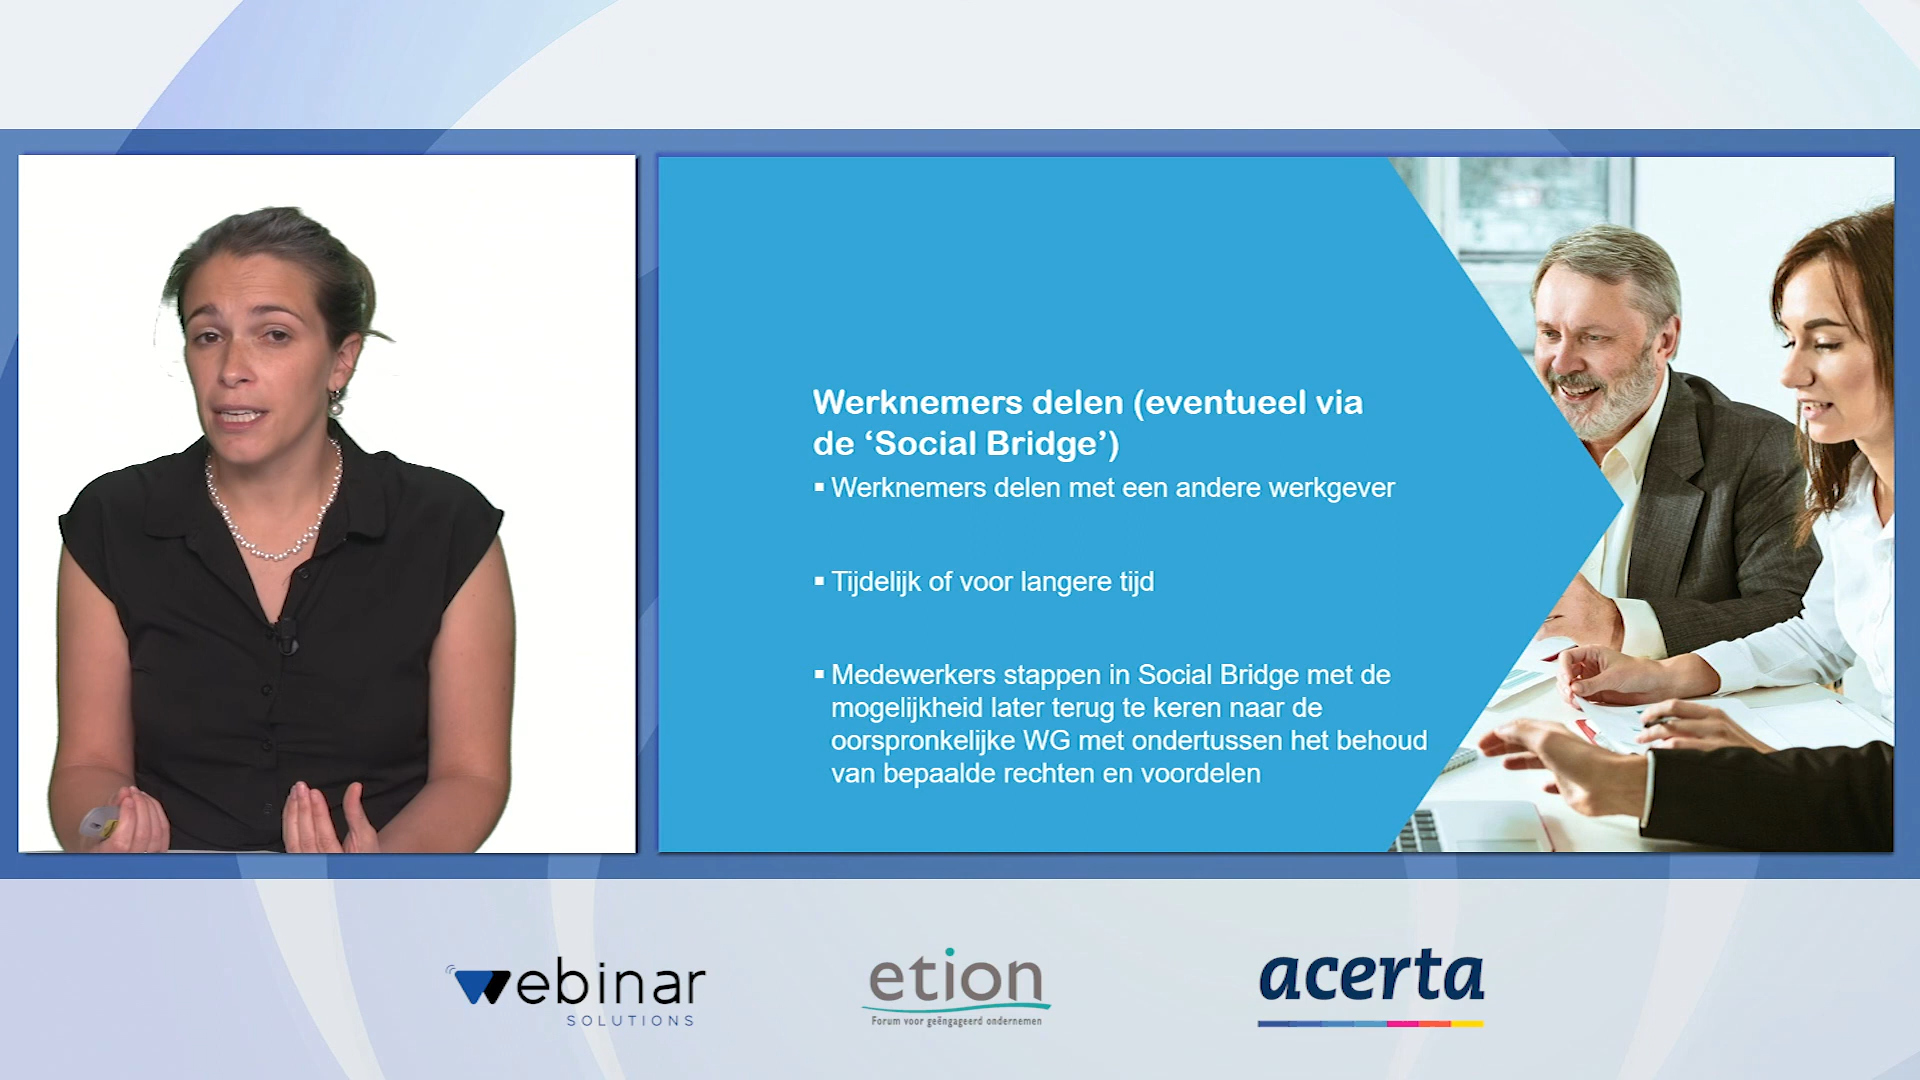 Werknemers delen (eventueel via
de ‘Social Bridge’)
▪ Werknemers delen met een andere werkgever
▪ Tijdelijk of voor langere tijd
▪ Medewerkers stappen in Social Bridge met de
mogelijkheid later terug te keren naar de
oorspronkelijke WG met ondertussen het behoud
van bepaalde rechten en voordelen
Webinar
SOLUTIONS
etion
Forum voor geëngageerd ondernemen
acerta